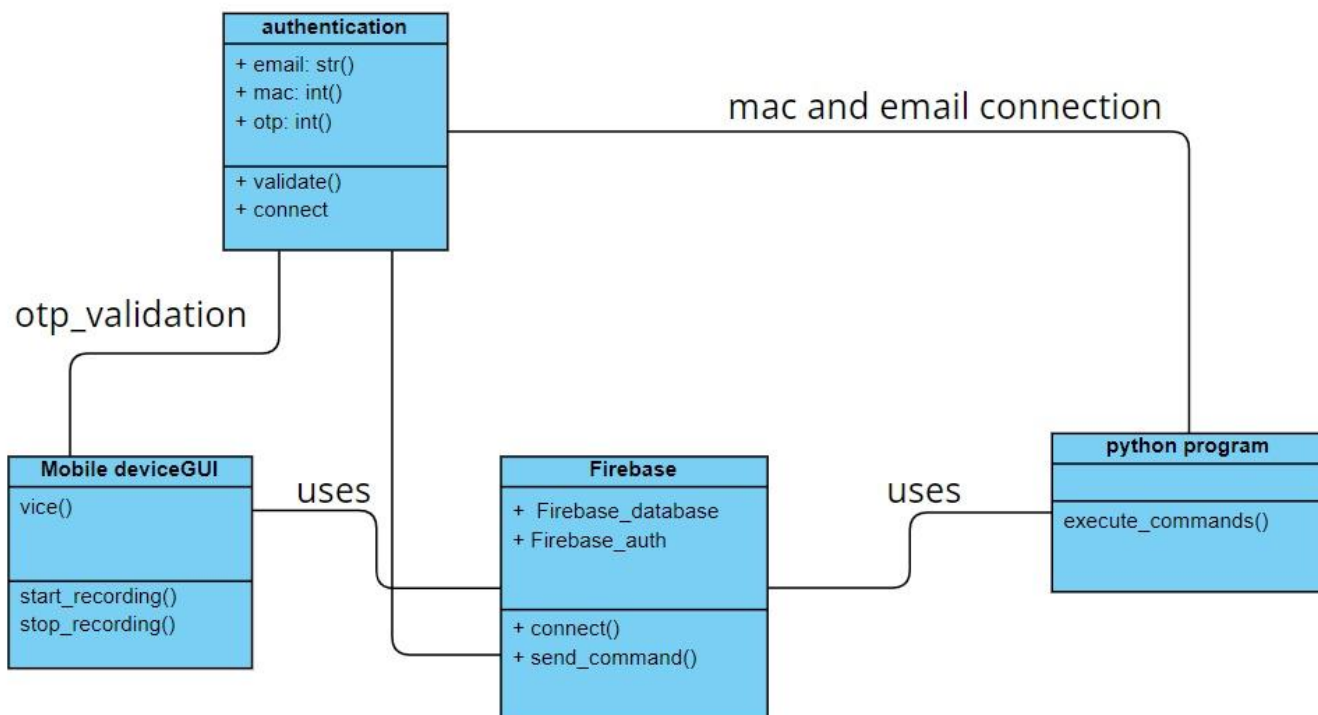 authentication
+ email: str()
+ mac: int()
+ otp: int()
+ validate()
+ connect
mac and email connection
otp_validation
Mobile deviceGUI
vice()
start_recording()
stop_recording()
uses
Firebase
+ Firebase_database
+ Firebase_auth
+ connect()
+ send_command()
uses
python program
execute_commands()